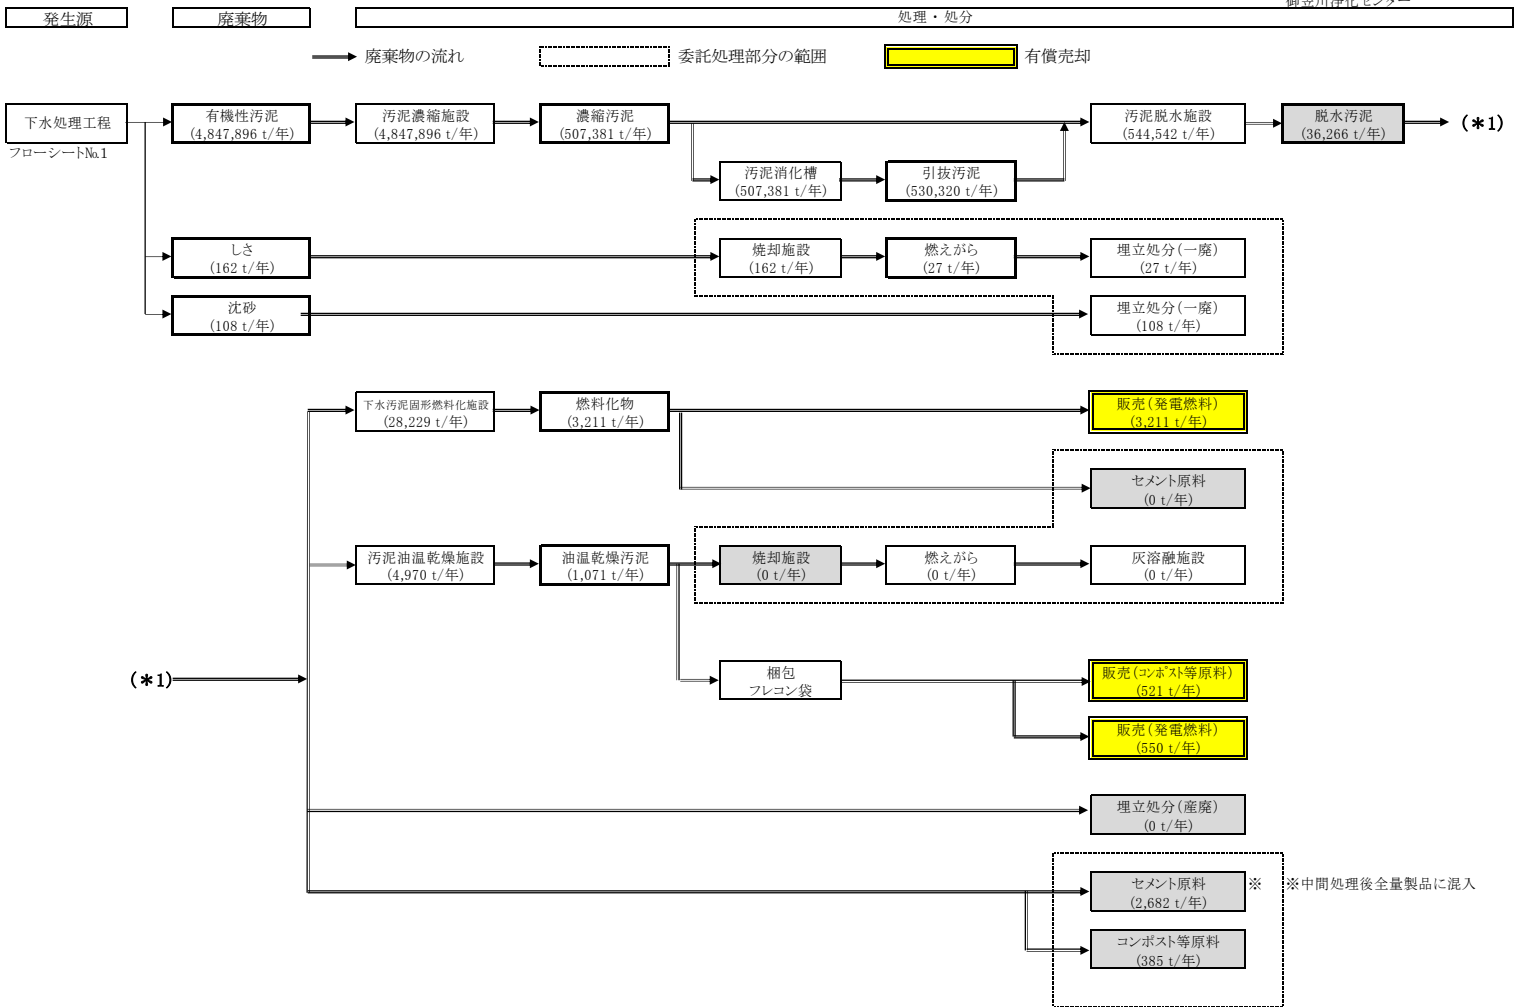 御笠川浄化センター
発生源
廃棄物
処理・処分
廃棄物の流れ
委託処理部分の範囲
有償売却
下水処理工程
フローシート№1
有機性汚泥
(4,847,896 t/年)
汚泥濃縮施設
(4,847,896 t/年)
濃縮汚泥
(507,381 t/年)
汚泥脱水施設
(544,542 t/年)
脱水汚泥
(36,266 t/年)
(*1)
汚泥消化槽
(507,381 t/年)
引抜汚泥
(530,320 t/年)
しさ
(162 t/年)
焼却施設
(162 t/年)
燃えがら
(27 t/年)
埋立処分(一廃)
(27 t/年)
沈砂
(108 t/年)
埋立処分(一廃)
(108 t/年)
下水汚泥固形燃料化施設
(28,229 t/年)
燃料化物
(3,211 t/年)
販売(発電燃料)
(3,211 t/年)
セメント原料
(0 t/年)
汚泥油温乾燥施設
(4,970 t/年)
油温乾燥汚泥
(1,071 t/年)
焼却施設
(0 t/年)
燃えがら
(0 t/年)
灰溶融施設
(0 t/年)
(*1)
梱包
フレコン袋
販売(コンポスト等原料)
(521 t/年)
販売(発電燃料)
(550 t/年)
埋立処分(産廃)
(0 t/年)
セメント原料
(2,682 t/年)
※
※中間処理後全量製品に混入
コンポスト等原料
(385 t/年)